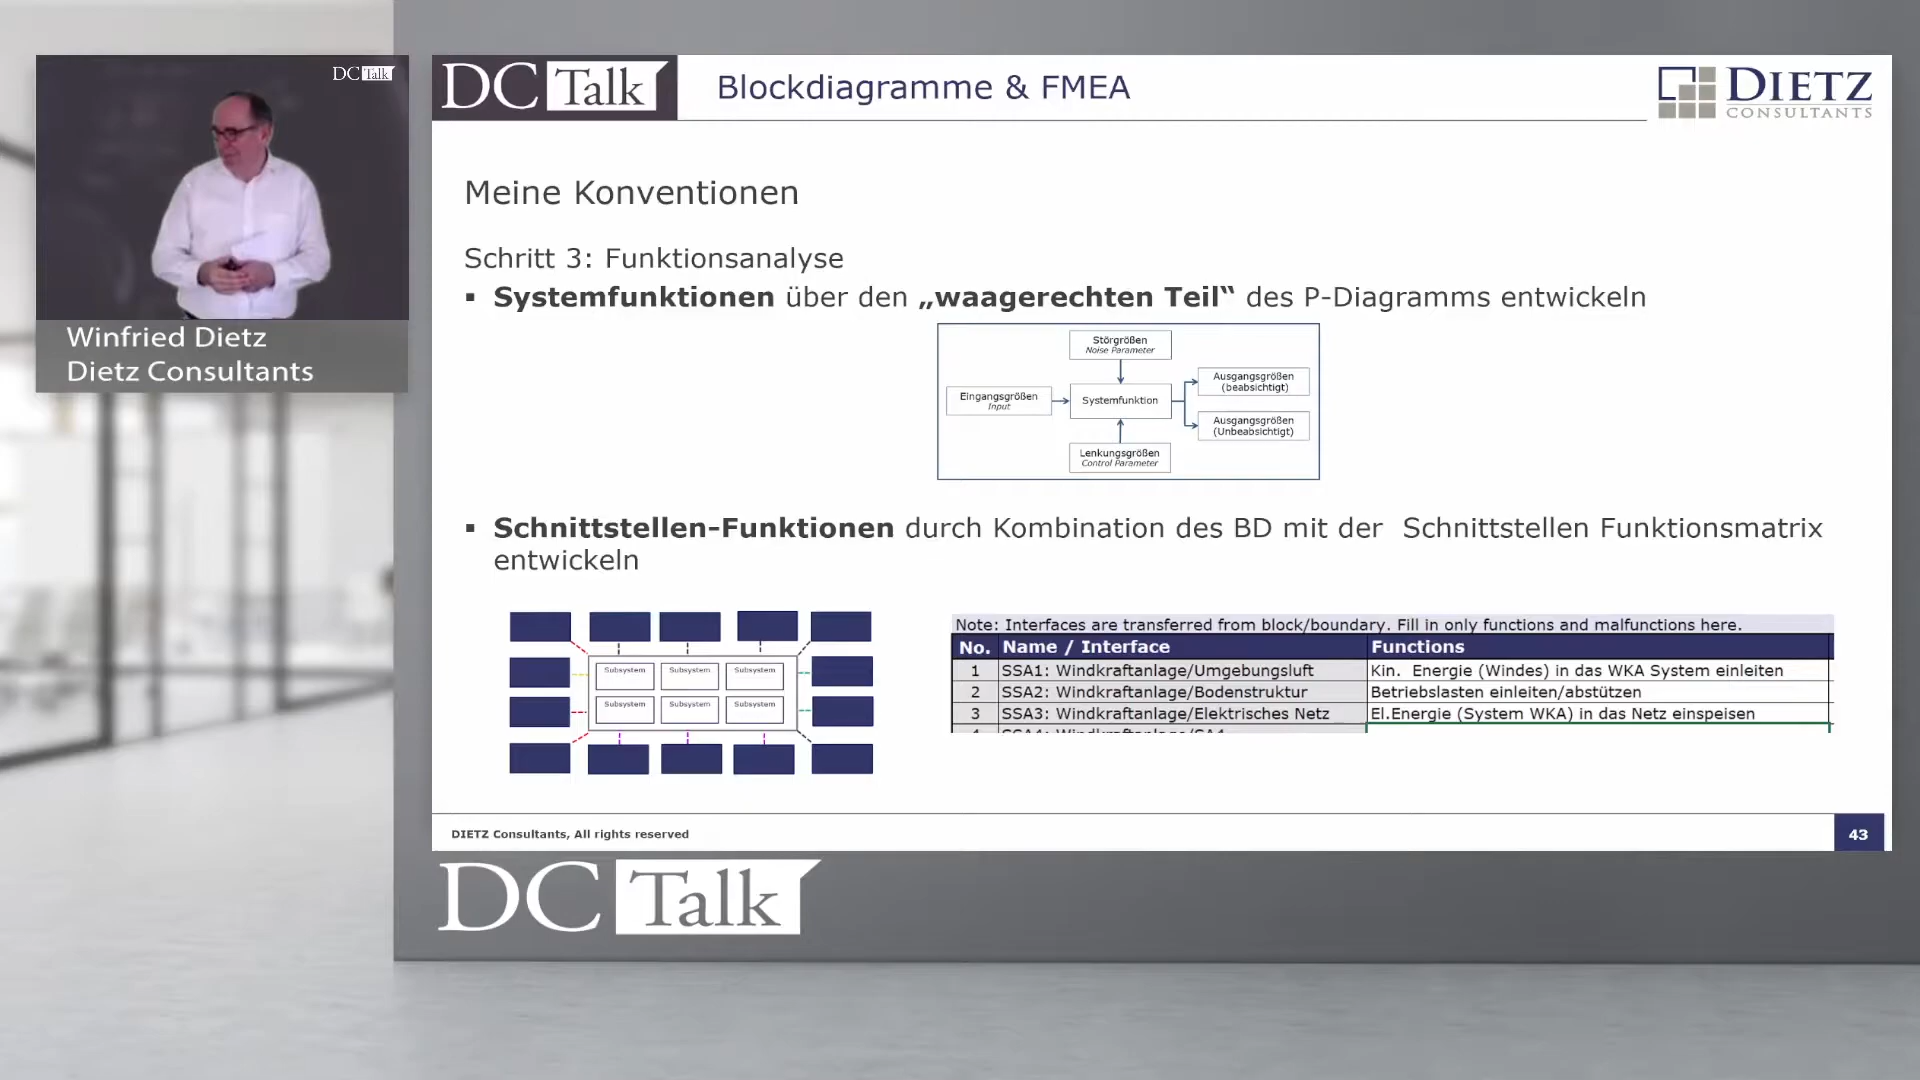 DC Talk
Winfried Dietz
Dietz Consultants
DC Talk
Blockdiagramme & FMEA
DIETZ
CONSULTANTS
Meine Konventionen
Schritt 3: Funktionsanalyse
▪ Systemfunktionen über den „waagerechten Teil“ des P-Diagramms entwickeln
Störgrößen
Noise Parameter
Eingangsgrößen
Input
Systemfunktion
Ausgangsgrößen
(beabsichtigt)
Ausgangsgrößen
(Unbeabsichtigt)
Lenkungsgrößen
Control Parameter
▪ Schnittstellen-Funktionen durch Kombination des BD mit der Schnittstellen Funktionsmatrix
entwickeln
Subsystem Subsystem Subsystem
Subsystem Subsystem Subsystem
Note: Interfaces are transferred from block/boundary. Fill in only functions and malfunctions here.
No. Name / Interface Functions
1 SSA1: Windkraftanlage/Umgebungsluft Kin. Energie (Windes) in das WKA System einleiten
2 SSA2: Windkraftanlage/Bodenstruktur Betriebslasten einleiten/abstützen
3 SSA3: Windkraftanlage/Elektrisches Netz El.Energie (System WKA) in das Netz einspeisen
DIETZ Consultants, All rights reserved
43
DC Talk